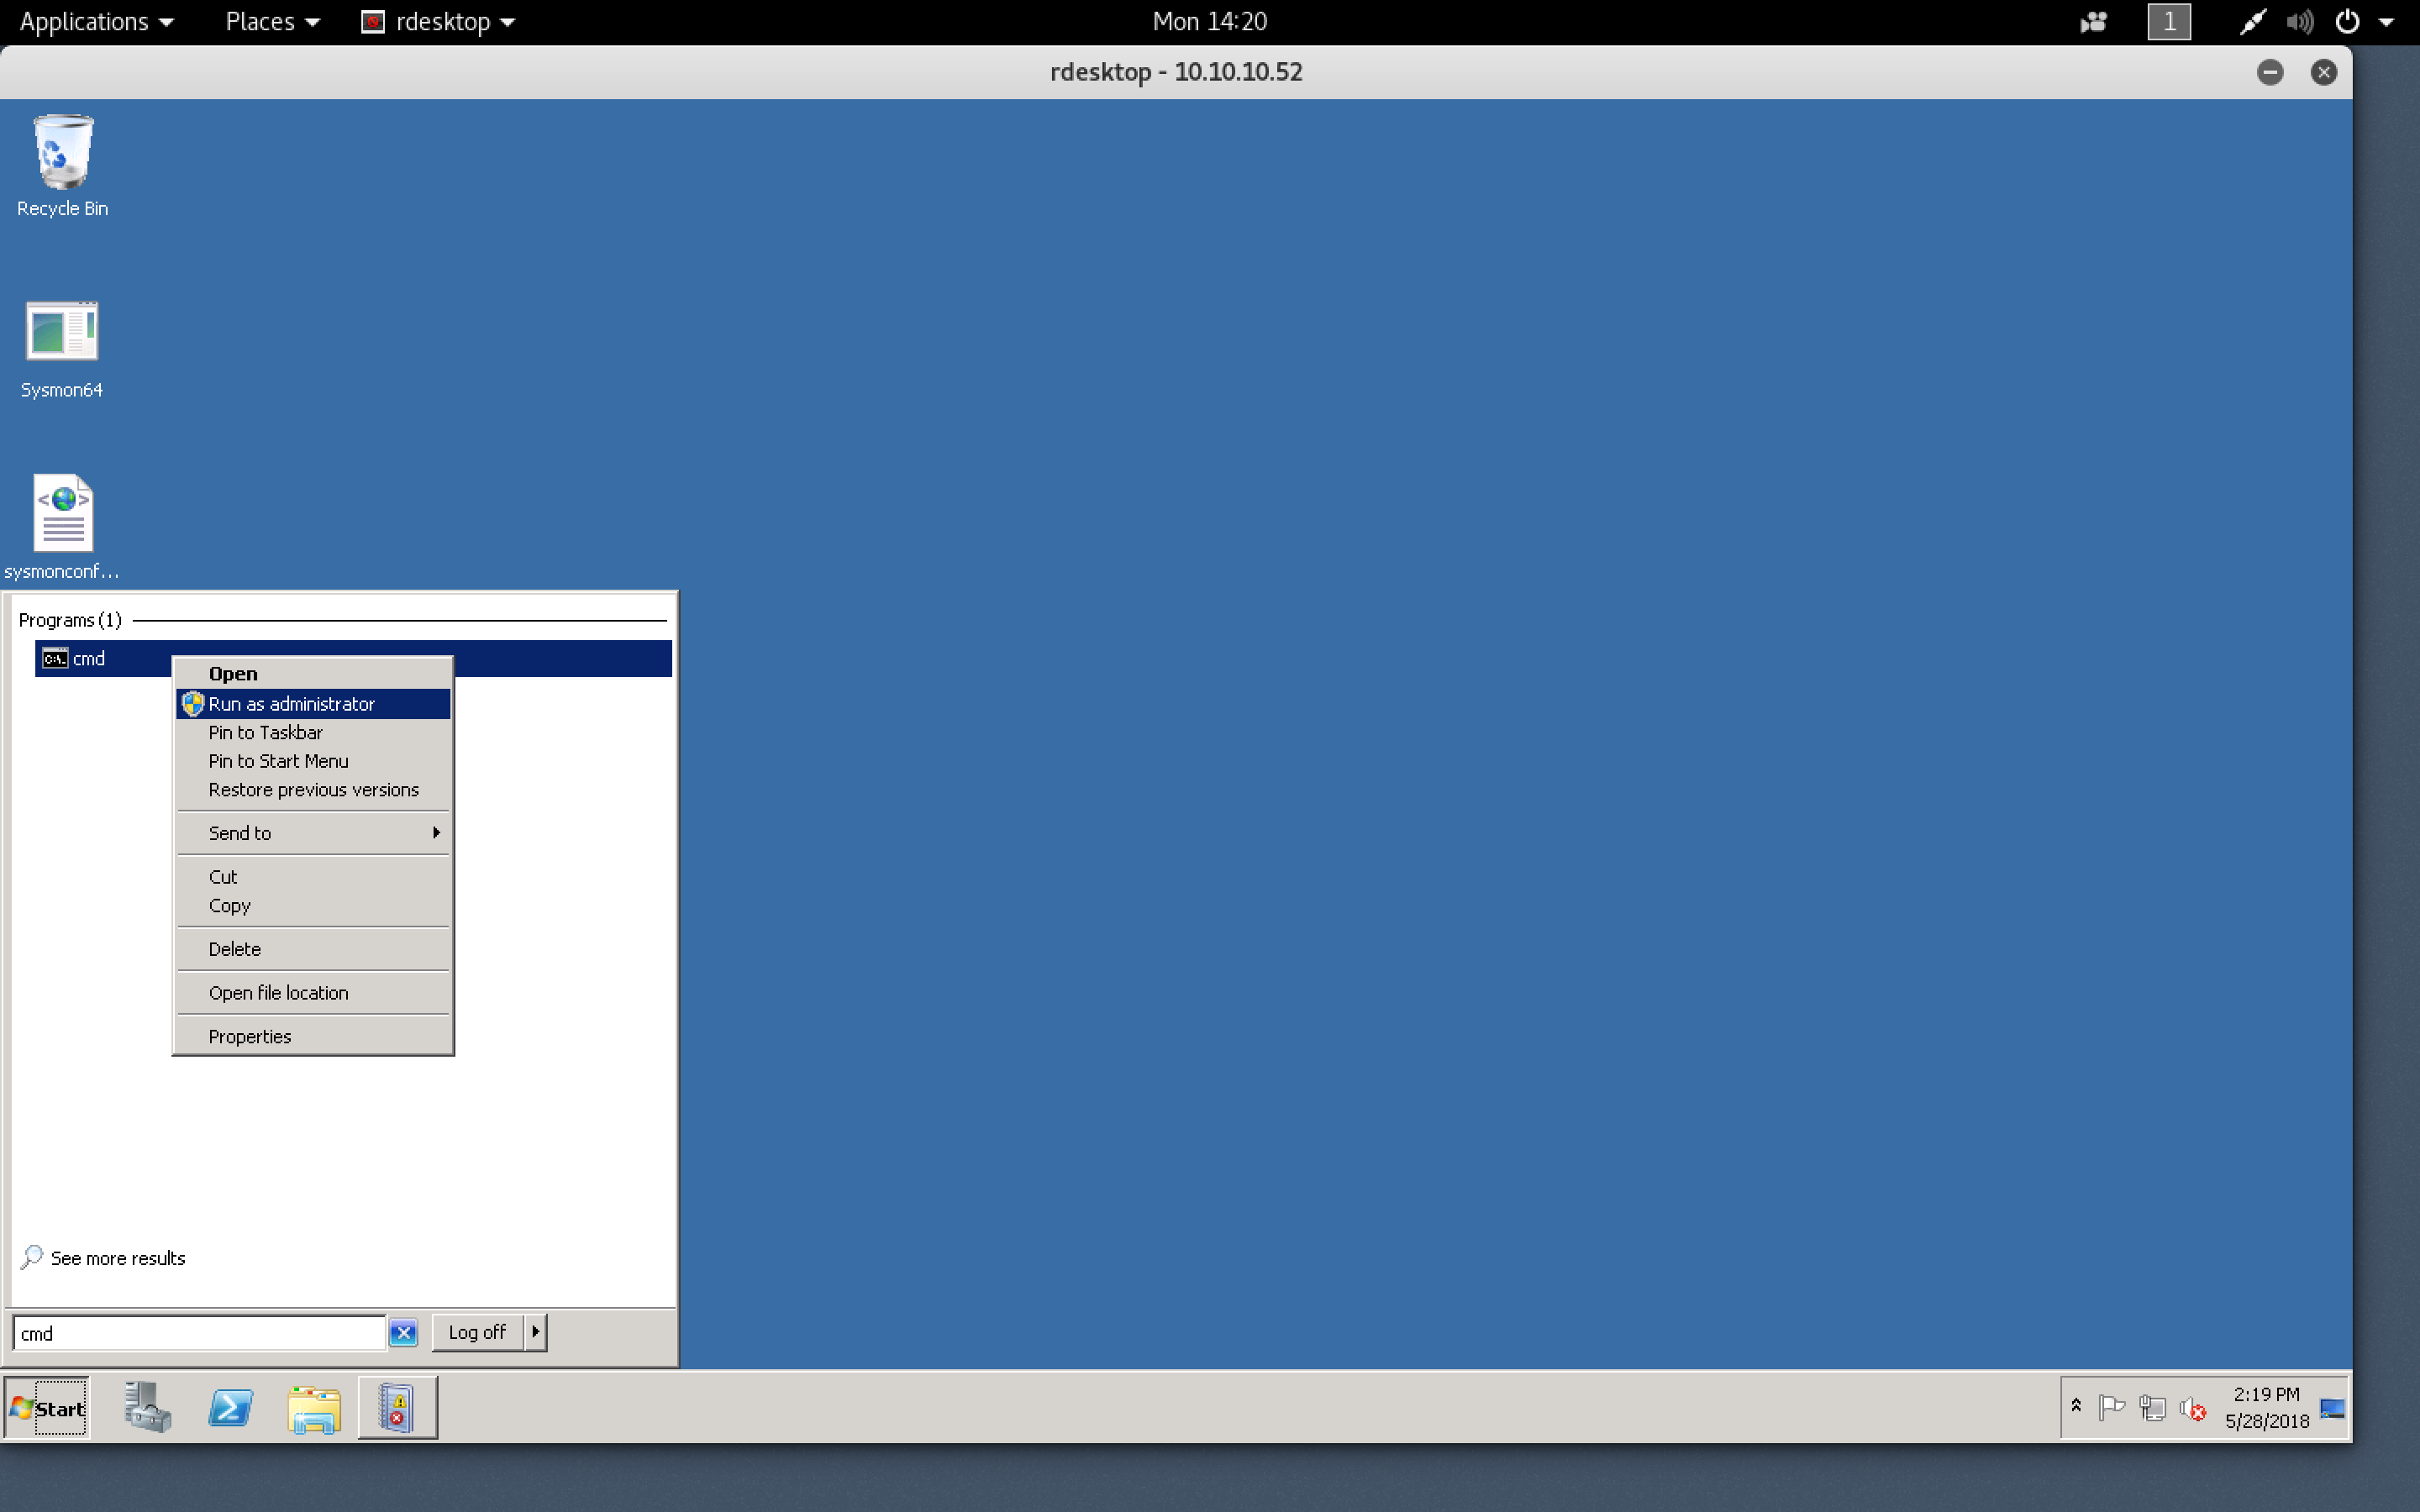 Applications Places rdesktop Mon 14:20 1
rdesktop - 10.10.10.52
Recycle Bin
Sysmon64
sysmonconf...
Programs (1)
C:\. cmd
Open
Run as administrator
Pin to Taskbar
Pin to Start Menu
Restore previous versions
Send to
Cut
Copy
Delete
Open file location
Properties
See more results
cmd Log off
Start 2:19 PM
5/28/2018